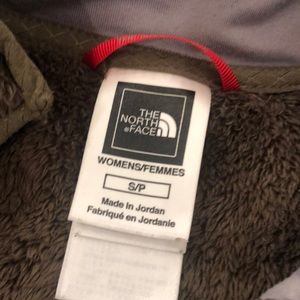 THE
NORTH
FACE
WOMENS/FEMMES
S/P
Made in Jordan
Fabriqué en Jordanie